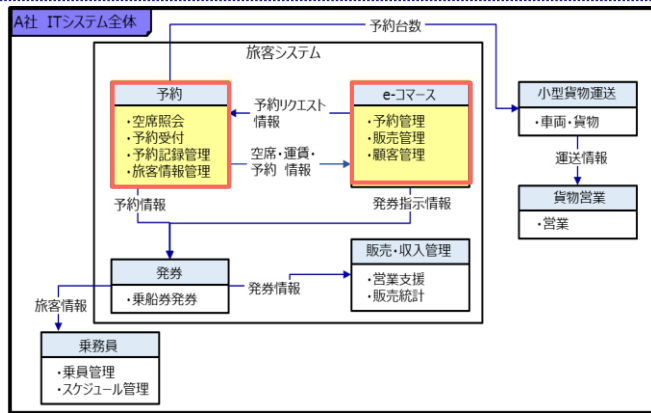 A社 ITシステム全体
予約台数
旅客システム
予約
・空席照会
・予約受付
・予約記録管理
・旅客情報管理
予約リクエスト
情報
空席・運賃・
予約 情報
e-コマース
・予約管理
・販売管理
・顧客管理
小型貨物運送
・車両・貨物
運送情報
貨物営業
・営業
予約情報
発券指示情報
発券
・乗船券発券
発券情報
販売・収入管理
・営業支援
・販売統計
旅客情報
乗務員
・乗員管理
・スケジュール管理